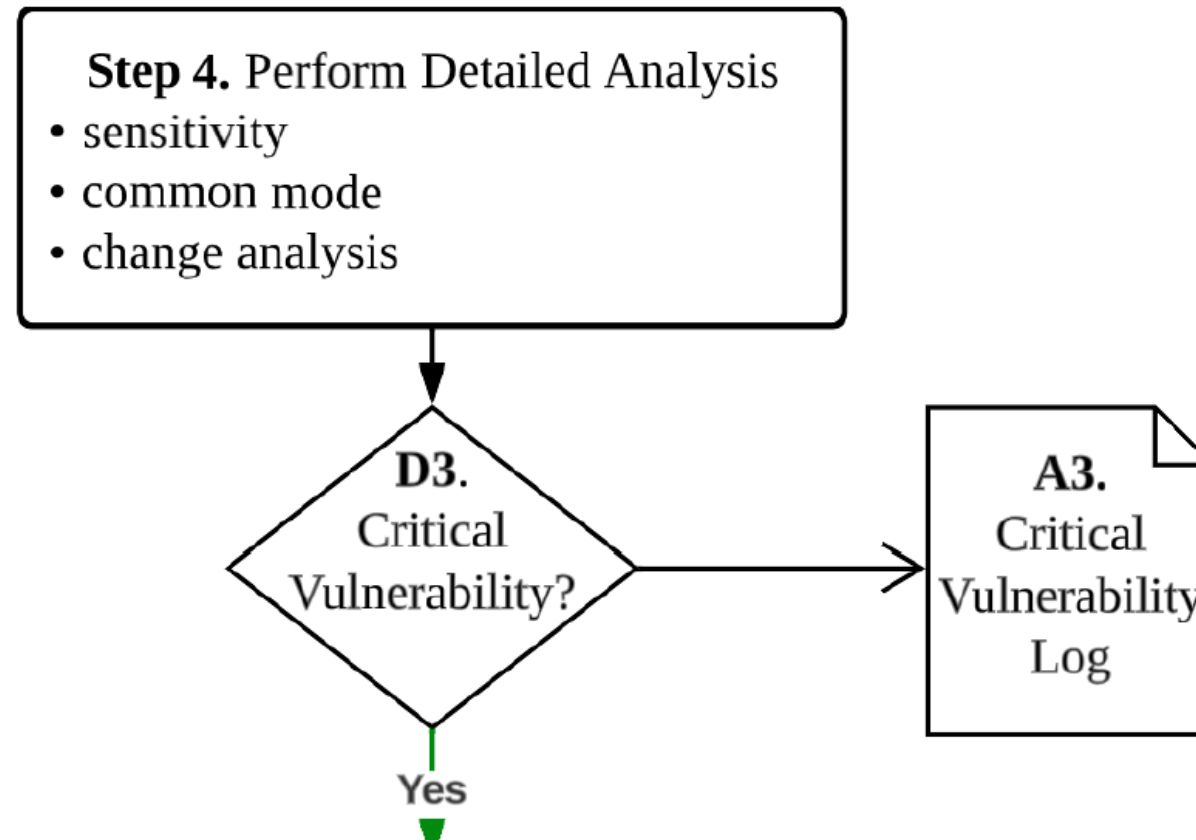 Step 4. Perform Detailed Analysis
• sensitivity
• common mode
• change analysis
D3.
Critical
Vulnerability?
A3.
Critical
Vulnerability
Log
Yes